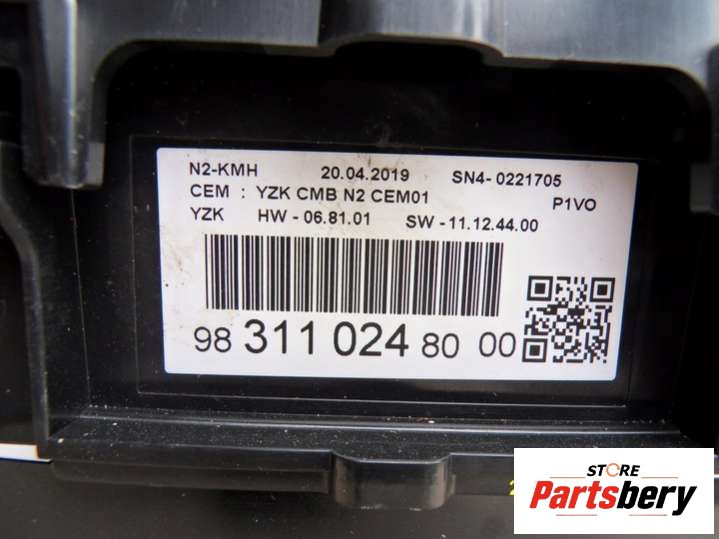 N2-KMH 20.04.2019 SN4- 0221705
CEM : YZK CMB N2 CEM01 P1VO
YZK HW - 06.81.01 SW - 11.12.44.00
98 311 024 80 00
STORE
Partsbery